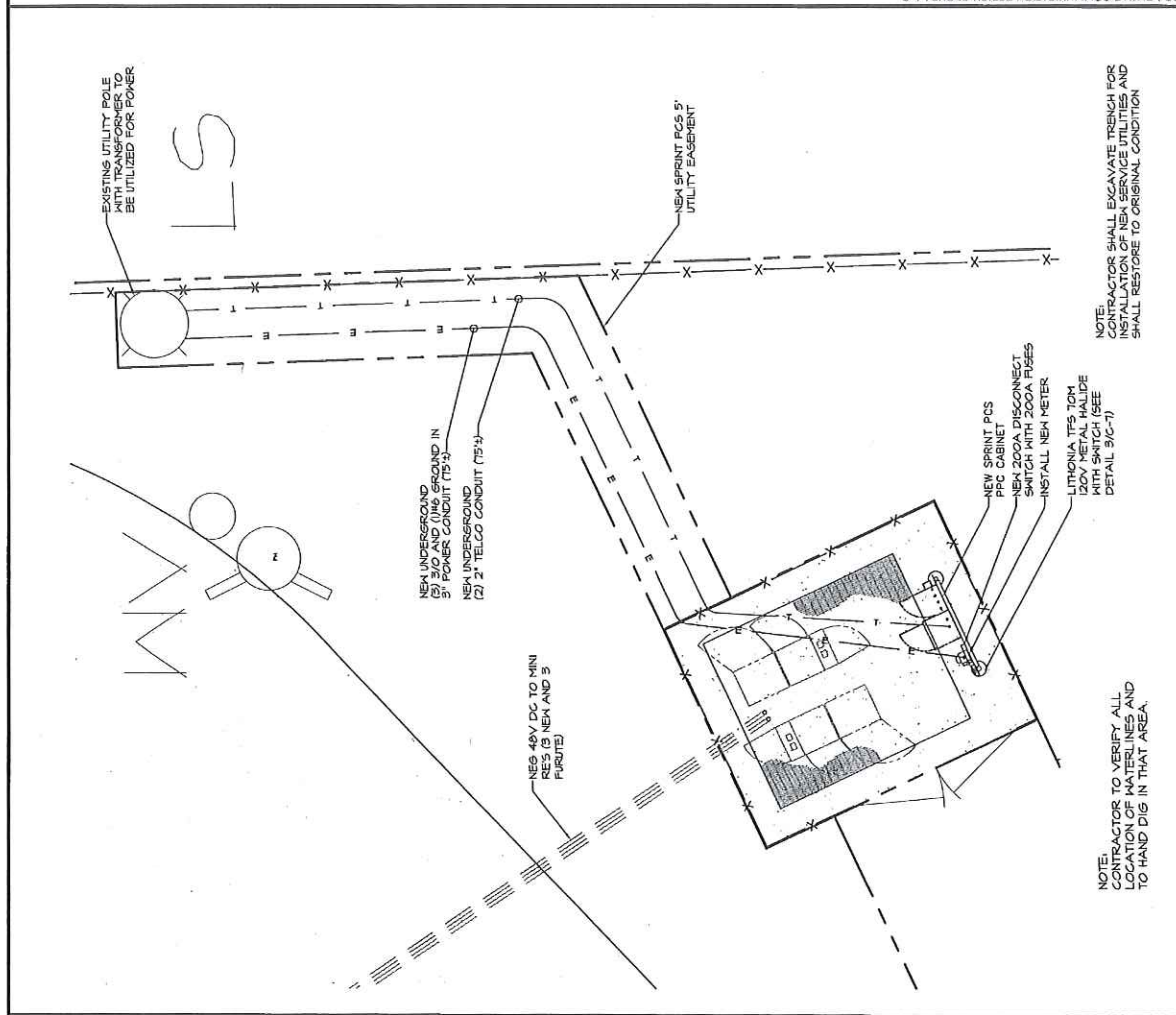 EXISTING UTILITY POLE
WITH TRANSFORMER TO
BE UTILIZED FOR POWER
LS
NEW SPRINT PCS 5'
UTILITY EASEMENT
NOTE:
CONTRACTOR SHALL EXCAVATE TRENCH FOR
INSTALLATION OF NEW SERVICE UTILITIES AND
SHALL RESTORE TO ORIGINAL CONDITION
NEW UNDERGROUND
(3) 3/0 AND (1)#6 GROUND IN
3" POWER CONDUIT (75'±)
NEW UNDERGROUND
(2) 2" TELCO CONDUIT (75'±)
NEW SPRINT PCS
PPC CABINET
NEW 200A DISCONNECT
SWITCH WITH 200A FUSES
INSTALL NEW METER
LITHONIA TFS 70M
120V METAL HALIDE
WITH SWITCH (SEE
DETAIL 3/C-7)
NEG 48V DC TO MINI
RE'S (3 NEW AND 3
FURUTE)
NOTE:
CONTRACTOR TO VERIFY ALL
LOCATION OF WATERLINES AND
TO HAND DIG IN THAT AREA.
T T T T
E E E
E E E
T T T
E T T
E E